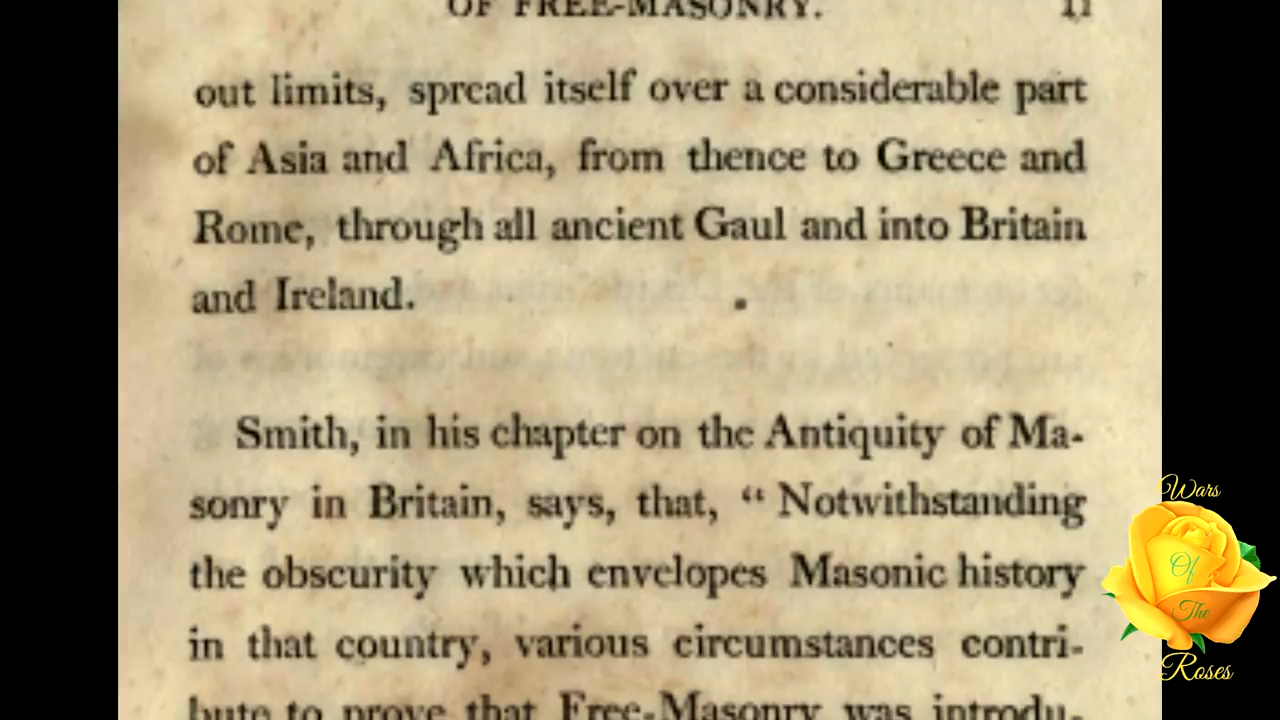 OF FREE-MASONRY. 11
out limits, spread itself over a considerable part
of Asia and Africa, from thence to Greece and
Rome, through all ancient Gaul and into Britain
and Ireland.
Smith, in his chapter on the Antiquity of Ma-
sonry in Britain, says, that, “ Notwithstanding
the obscurity which envelopes Masonic history
in that country, various circumstances contri-
bute to prove that Free-Masonry was introdu-
Wars
Of
The
Roses